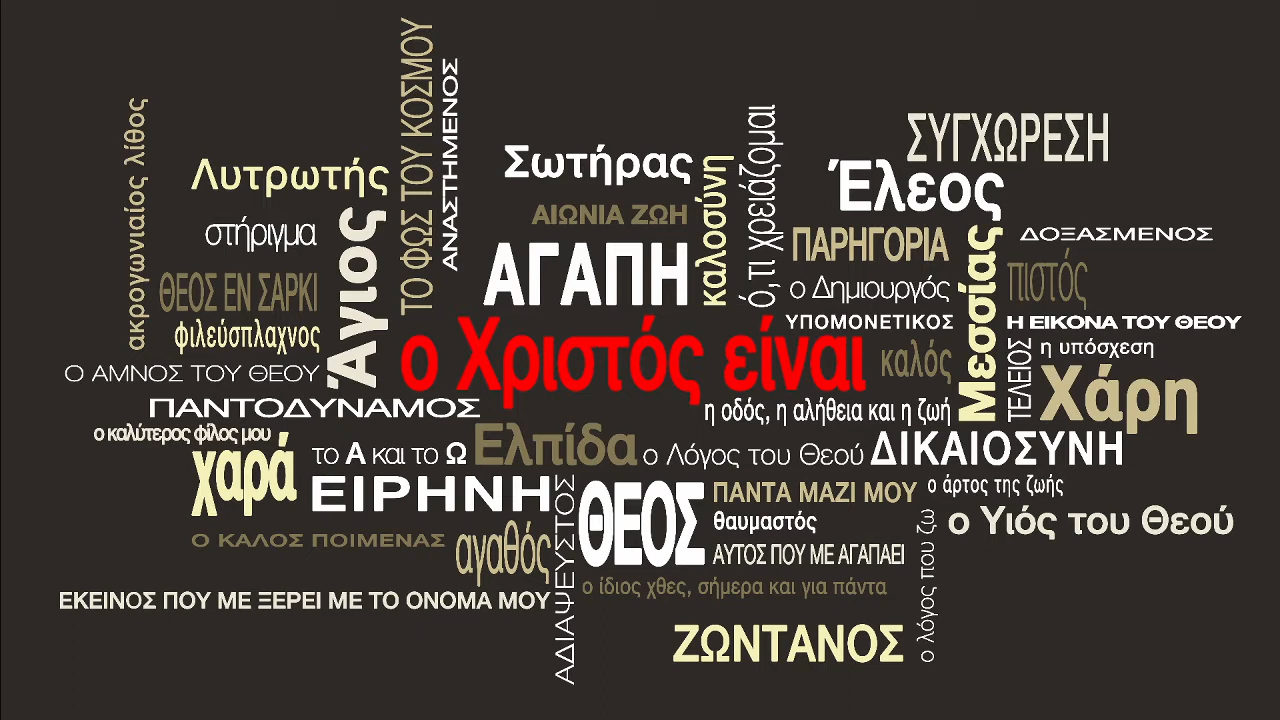 ακρογωνιαίος λίθος
Λυτρωτής
στήριγμα
ΘΕΟΣ ΕΝ ΣΑΡΚΙ
φιλεύσπλαχνος
Ο ΑΜΝΟΣ ΤΟΥ ΘΕΟΥ
Άγιος
ΤΟ ΦΩΣ ΤΟΥ ΚΟΣΜΟΥ
ΑΝΑΣΤΗΜΕΝΟΣ
Σωτήρας
ΑΙΩΝΙΑ ΖΩΗ
ΑΓΑΠΗ
καλοσύνη
ό,τι χρειάζομαι
ΣΥΓΧΩΡΕΣΗ
Έλεος
ΠΑΡΗΓΟΡΙΑ
ο Δημιουργός
ΥΠΟΜΟΝΕΤΙΚΟΣ
Μεσσίας
ΔΟΞΑΣΜΕΝΟΣ
πιστός
Η ΕΙΚΟΝΑ ΤΟΥ ΘΕΟΥ
η υπόσχεση
ο Χριστός είναι
καλός
ΤΕΛΕΙΟΣ
Χάρη
ΠΑΝΤΟΔΥΝΑΜΟΣ
η οδός, η αλήθεια και η ζωή
ο καλύτερος φίλος μου
χαρά
το Α και το Ω
Ελπίδα
ο Λόγος του Θεού
ΔΙΚΑΙΟΣΥΝΗ
ΕΙΡΗΝΗ
ΘΕΟΣ
ΠΑΝΤΑ ΜΑΖΙ ΜΟΥ
ο άρτος της ζωής
θαυμαστός
ο Υιός του Θεού
Ο ΚΑΛΟΣ ΠΟΙΜΕΝΑΣ
αγαθός
ΑΔΙΑΨΕΥΣΤΟΣ
ΑΥΤΟΣ ΠΟΥ ΜΕ ΑΓΑΠΑΕΙ
ο ίδιος χθες, σήμερα και για πάντα
ο λόγος που ζω
ΕΚΕΙΝΟΣ ΠΟΥ ΜΕ ΞΕΡΕΙ ΜΕ ΤΟ ΟΝΟΜΑ ΜΟΥ
ΖΩΝΤΑΝΟΣ